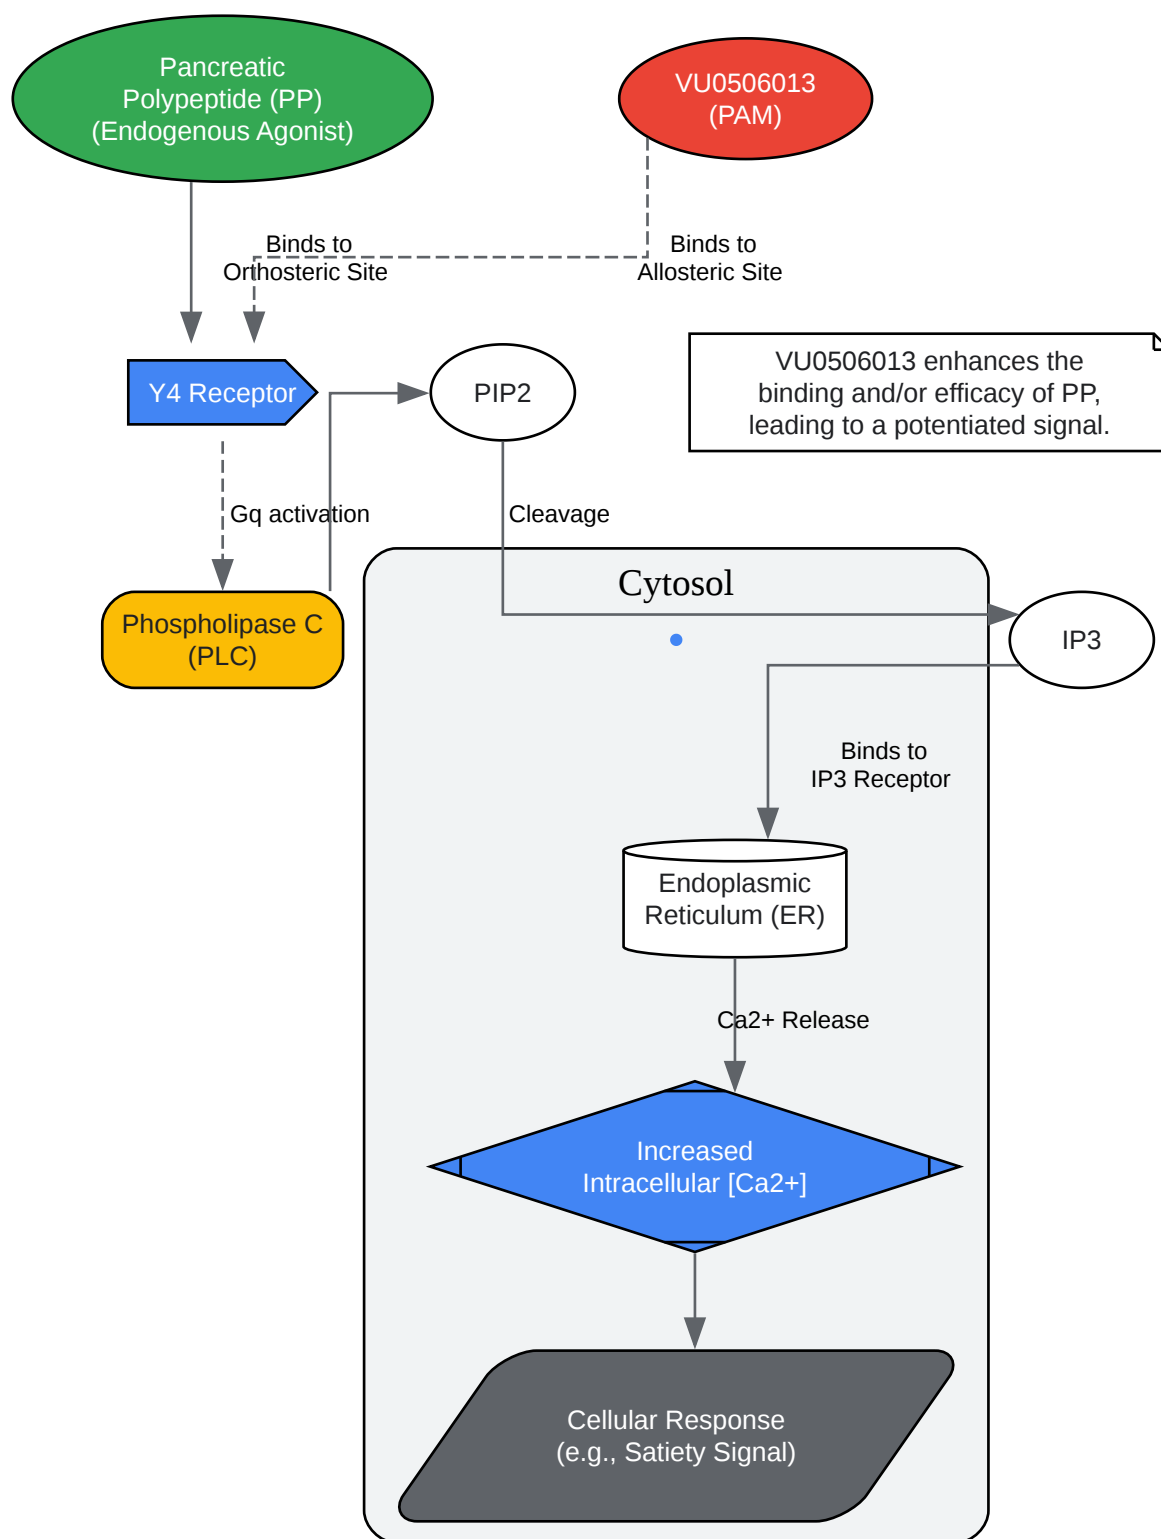 Pancreatic
Polypeptide (PP)
(Endogenous Agonist)
VU0506013
(PAM)
Binds to
Orthosteric Site
Binds to
Allosteric Site
VU0506013 enhances the
binding and/or efficacy of PP,
leading to a potentiated signal.
Y4 Receptor
PIP2
Gq activation
Cleavage
Cytosol
Phospholipase C
(PLC)
IP3
Binds to
IP3 Receptor
Endoplasmic
Reticulum (ER)
Ca2+ Release
Increased
Intracellular [Ca2+]
Cellular Response
(e.g., Satiety Signal)